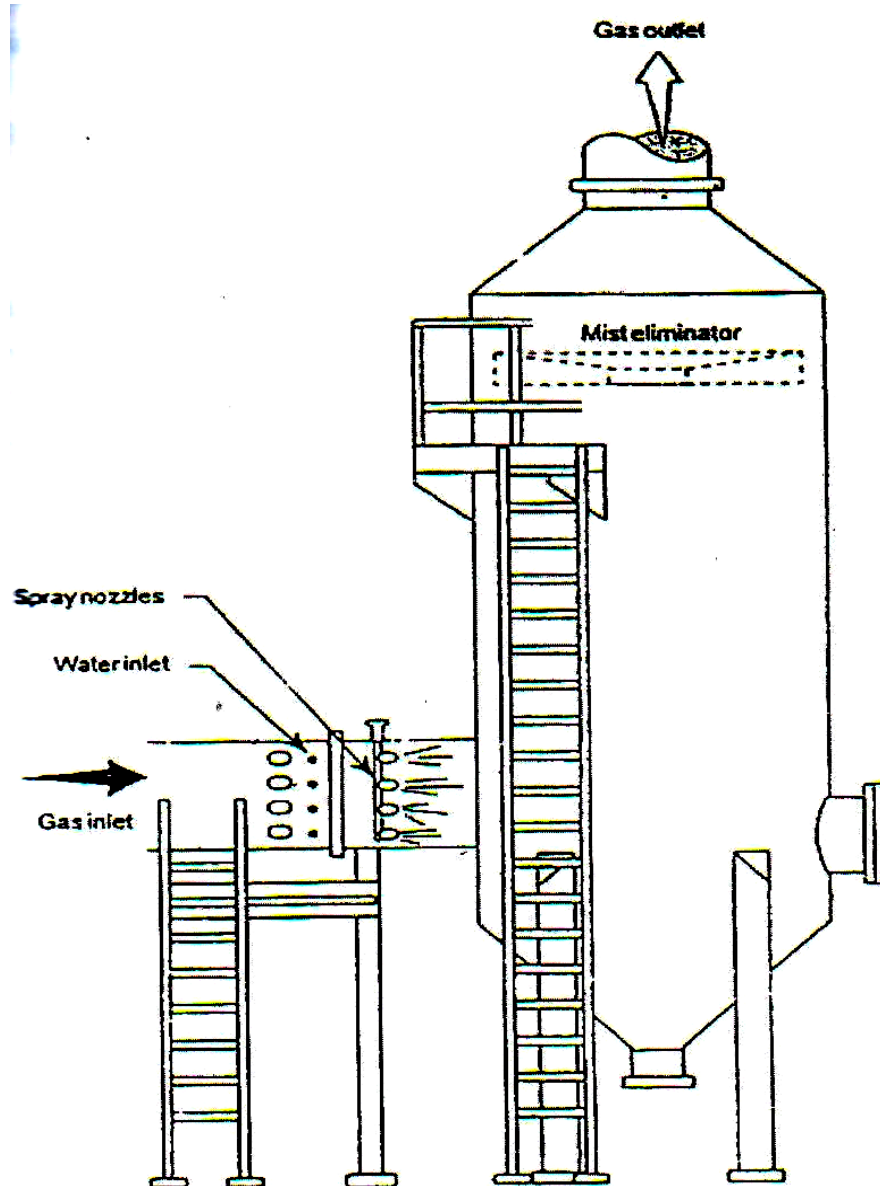 Gas outlet
Mist eliminator
Spray nozzles
Water inlet
Gas inlet